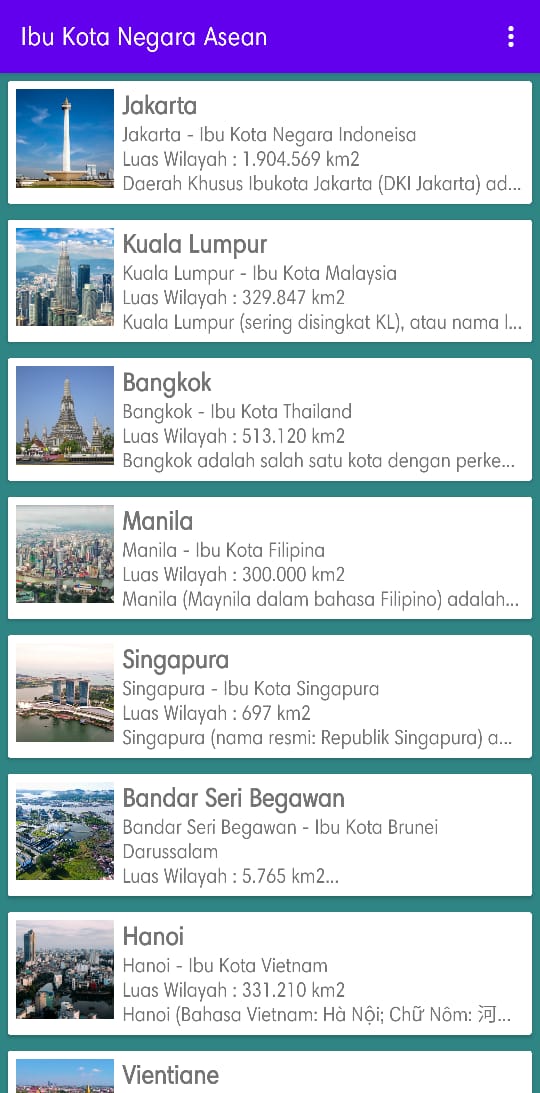 Ibu Kota Negara Asean
Jakarta
Jakarta - Ibu Kota Negara Indoneisa
Luas Wilayah : 1.904.569 km2
Daerah Khusus Ibukota Jakarta (DKI Jakarta) ad...
Kuala Lumpur
Kuala Lumpur - Ibu Kota Malaysia
Luas Wilayah : 329.847 km2
Kuala Lumpur (sering disingkat KL), atau nama l...
Bangkok
Bangkok - Ibu Kota Thailand
Luas Wilayah : 513.120 km2
Bangkok adalah salah satu kota dengan perke...
Manila
Manila - Ibu Kota Filipina
Luas Wilayah : 300.000 km2
Manila (Maynila dalam bahasa Filipino) adalah...
Singapura
Singapura - Ibu Kota Singapura
Luas Wilayah : 697 km2
Singapura (nama resmi: Republik Singapura) a...
Bandar Seri Begawan
Bandar Seri Begawan - Ibu Kota Brunei
Darussalam
Luas Wilayah : 5.765 km2...
Hanoi
Hanoi - Ibu Kota Vietnam
Luas Wilayah : 331.210 km2
Hanoi (Bahasa Vietnam: Hà Nội; Chữ Nôm: 河...
Vientiane